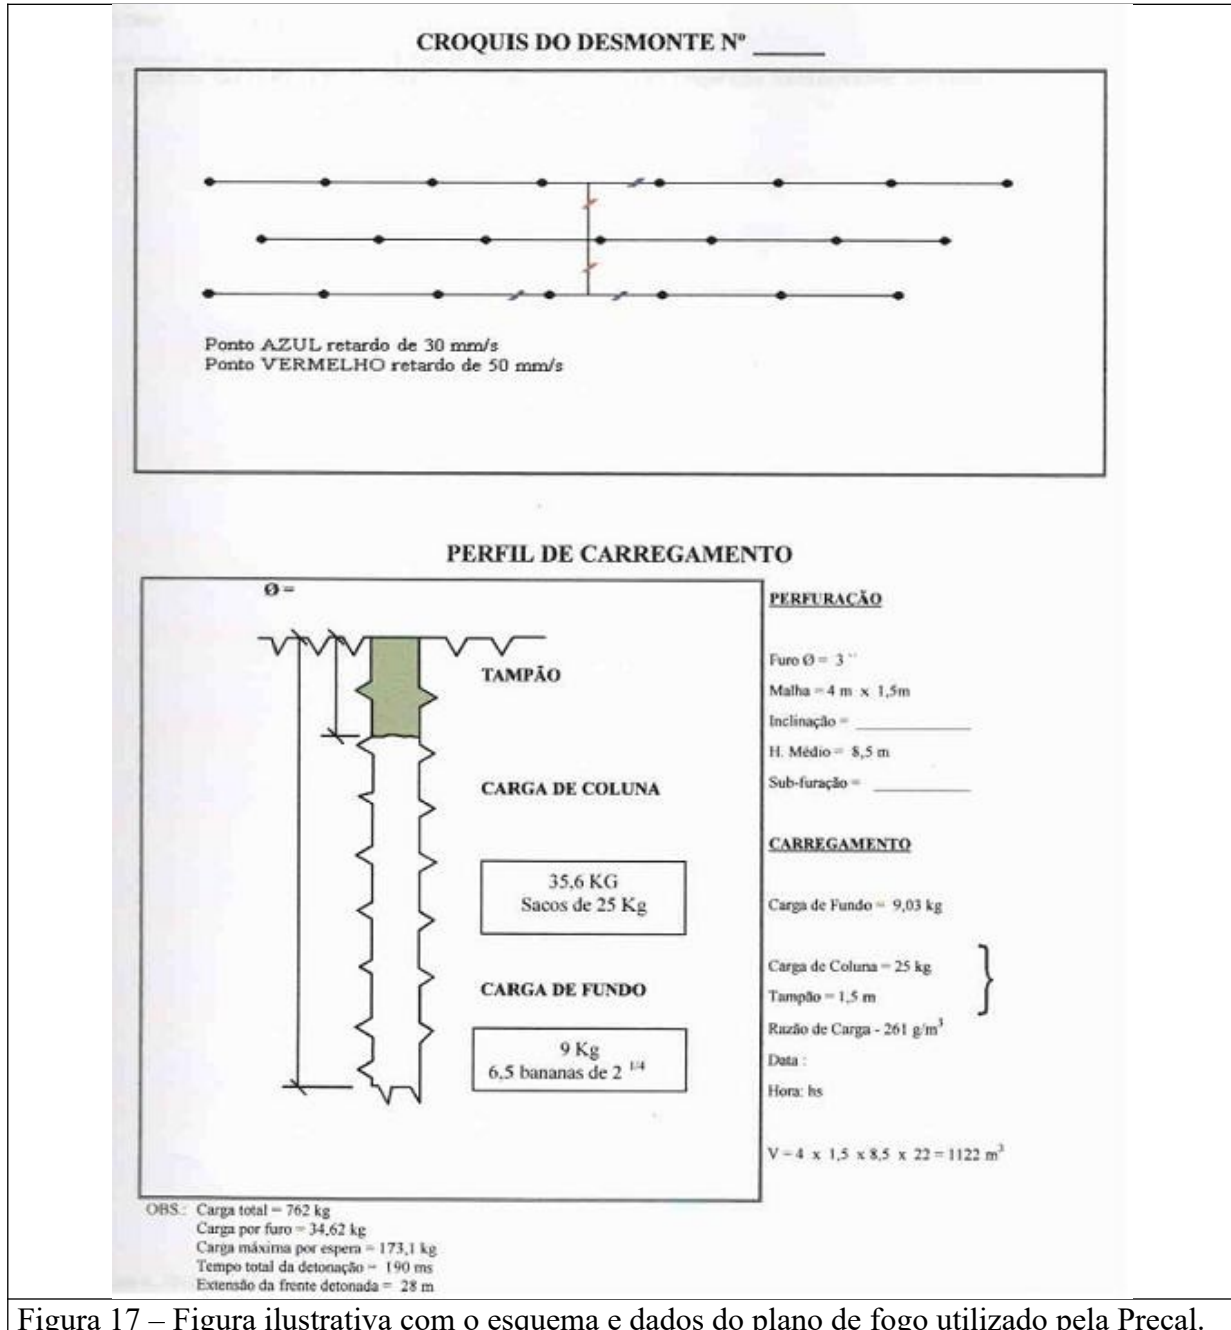 CROQUIS DO DESMONTE Nº ______
Ponto AZUL retardo de 30 mm/s
Ponto VERMELHO retardo de 50 mm/s
PERFIL DE CARREGAMENTO
Ø =
TAMPÃO
CARGA DE COLUNA
35,6 KG
Sacos de 25 Kg
CARGA DE FUNDO
9 Kg
6,5 bananas de 2 1/4
PERFURAÇÃO
Furo Ø = 3 ´´
Malha = 4 m x 1,5m
Inclinação = ______________
H. Médio = 8,5 m
Sub-furação = ____________
CARREGAMENTO
Carga de Fundo = 9,03 kg
Carga de Coluna = 25 kg
Tampão = 1,5 m
Razão de Carga - 261 g/m³
Data :
Hora: hs
V = 4 x 1,5 x 8,5 x 22 = 1122 m³
OBS.: Carga total = 762 kg
Carga por furo = 34,62 kg
Carga máxima por espera = 173,1 kg
Tempo total da detonação = 190 ms
Extensão da frente detonada = 28 m
Figura 17 – Figura ilustrativa com o esquema e dados do plano de fogo utilizado pela Precal.